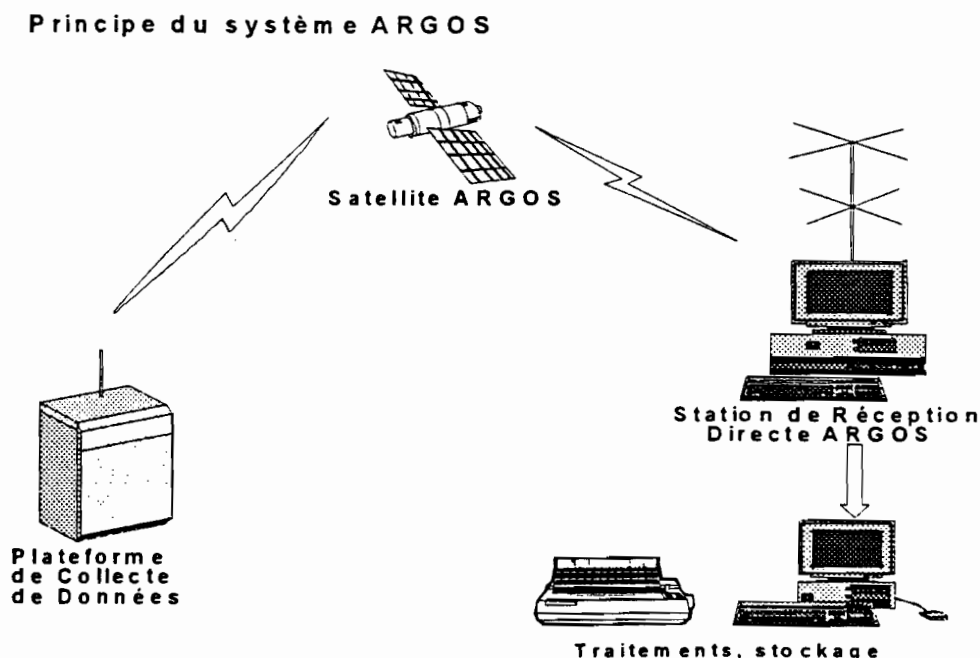 Principe du système ARGOS
Satellite ARGOS
Station de Réception
Directe ARGOS
Plateforme
de Collecte
de Données
Traitements, stockage